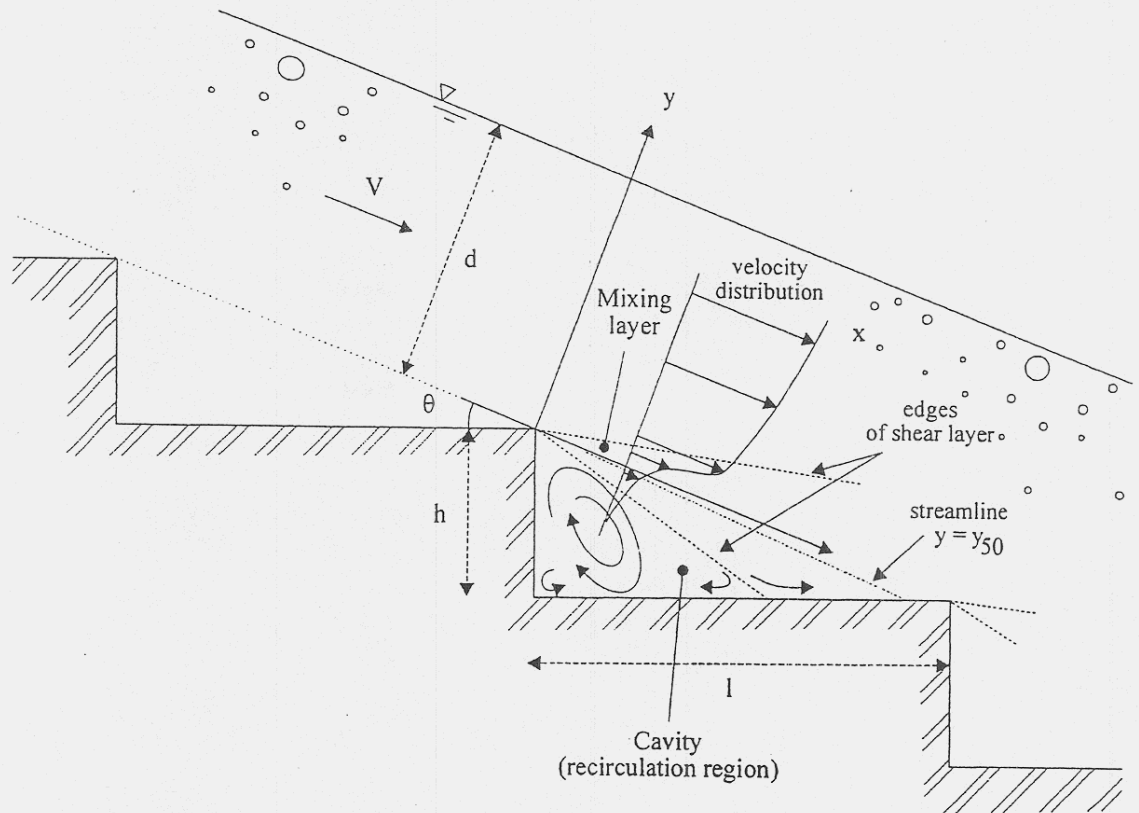 y
V
d
velocity
distribution
Mixing
layer
x
θ
edges
of shear layer
h
streamline
y = y50
l
Cavity
(recirculation region)